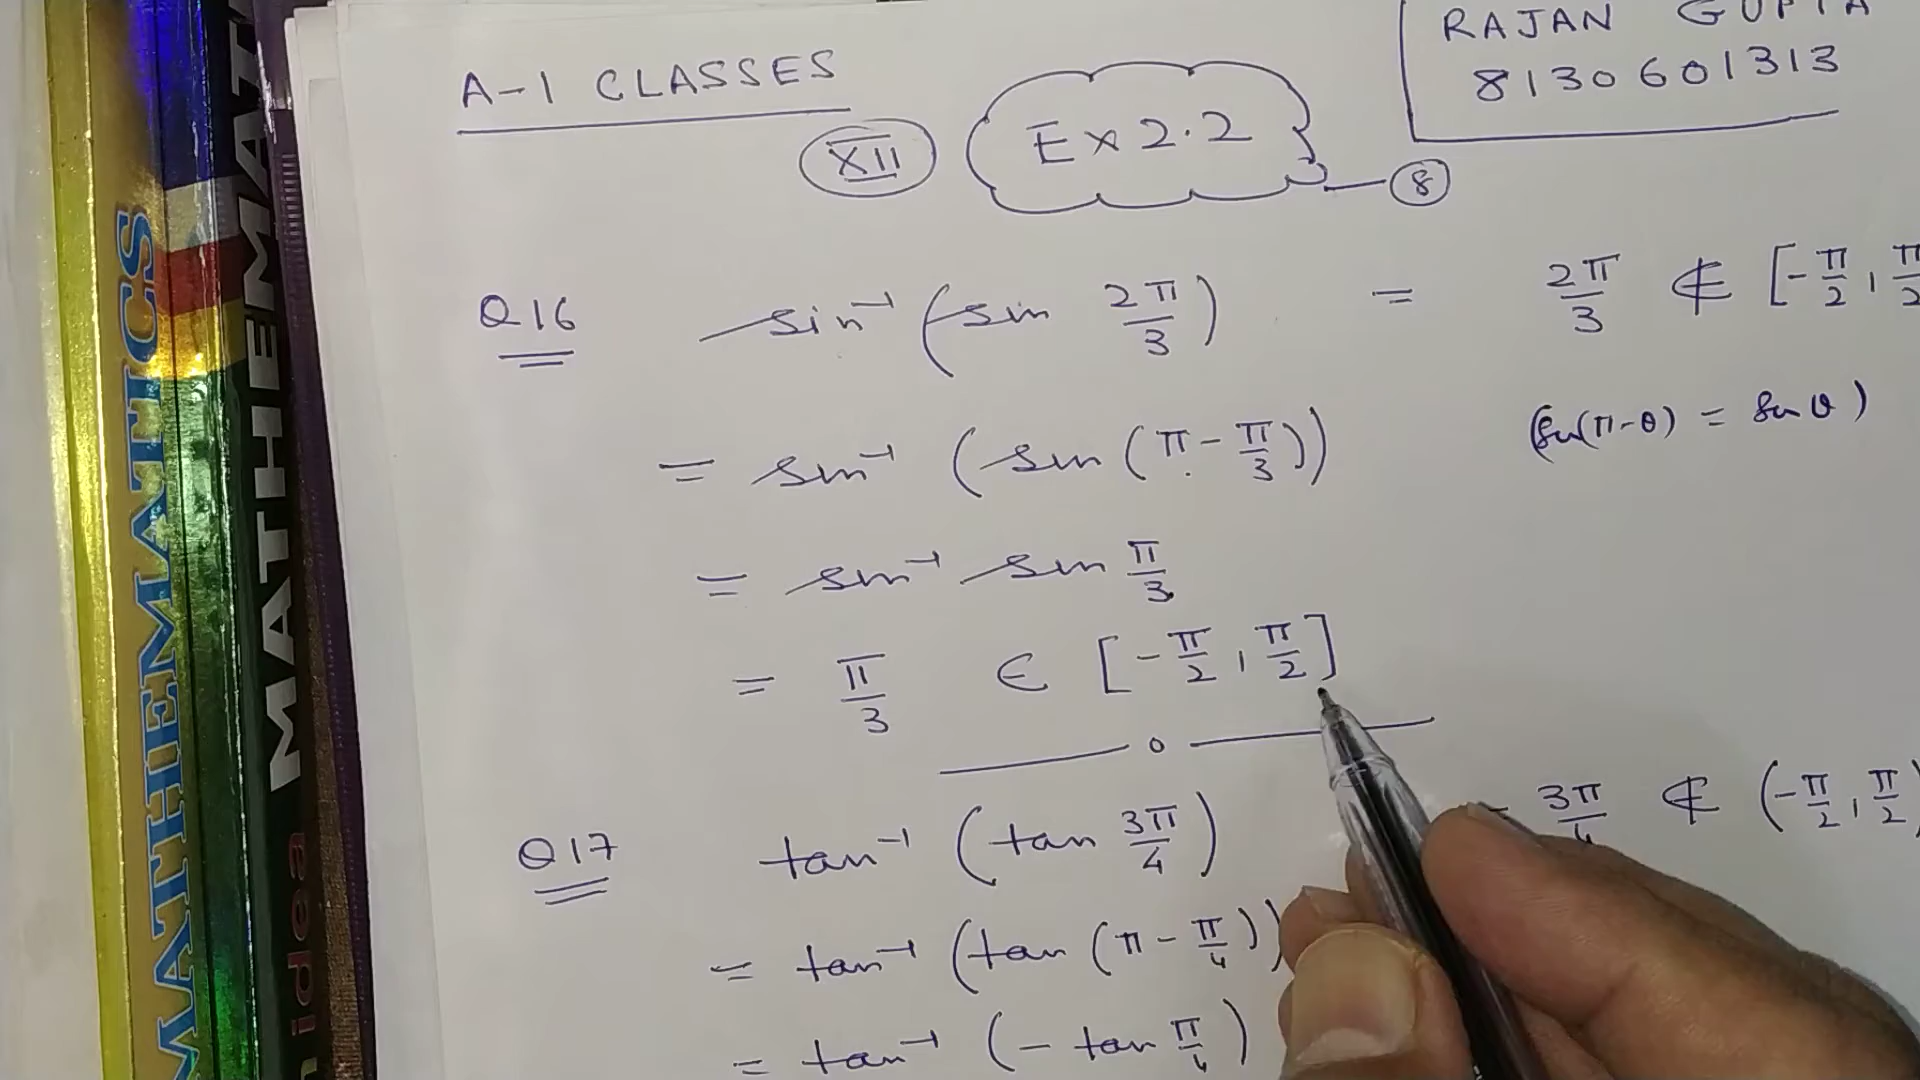 A-1 CLASSES
RAJAN GUPTA
8130601313
XII
Ex 2.2
8
Q16 sin⁻¹ (sin 2π/3) = 2π/3 ∉ [-π/2, π/2
= sin⁻¹ (sin (π - π/3)) (sin(π-θ) = sin θ)
= sin⁻¹ sin π/3
= π/3 ∈ [-π/2, π/2]
Q17 tan⁻¹ (tan 3π/4) = 3π/4 ∉ (-π/2, π/2)
= tan⁻¹ (tan (π - π/4))
= tan⁻¹ (- tan π/4)
MATHEMATICS
MATHEMAT
idea